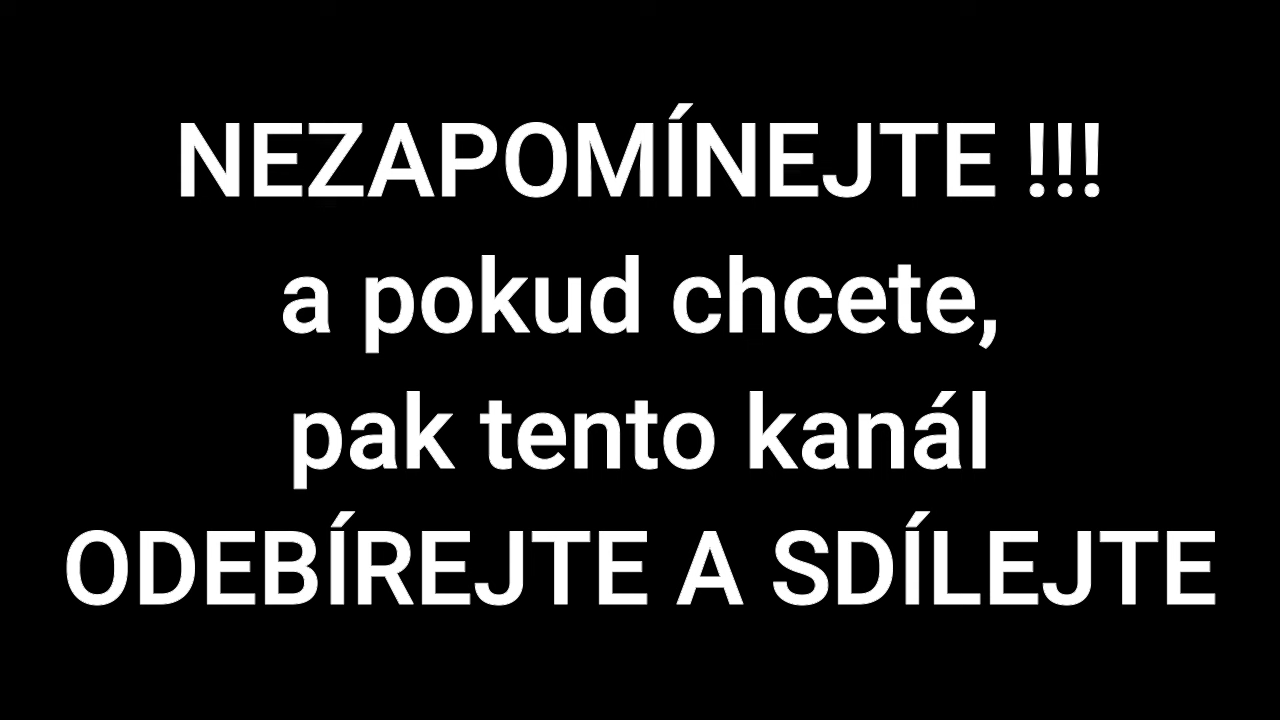 NEZAPOMÍNEJTE !!!
a pokud chcete,
pak tento kanál
ODEBÍREJTE A SDÍLEJTE